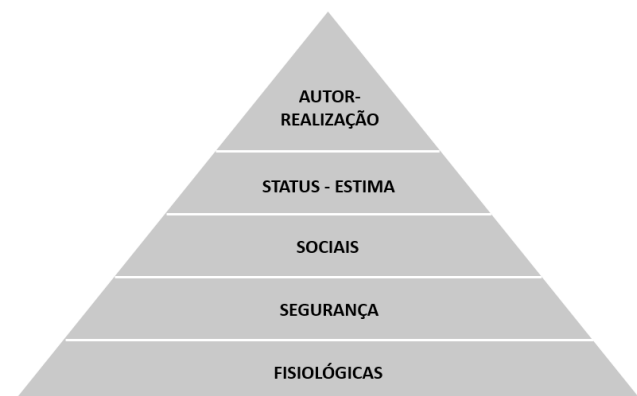 AUTOR-
REALIZAÇÃO
STATUS - ESTIMA
SOCIAIS
SEGURANÇA
FISIOLÓGICAS